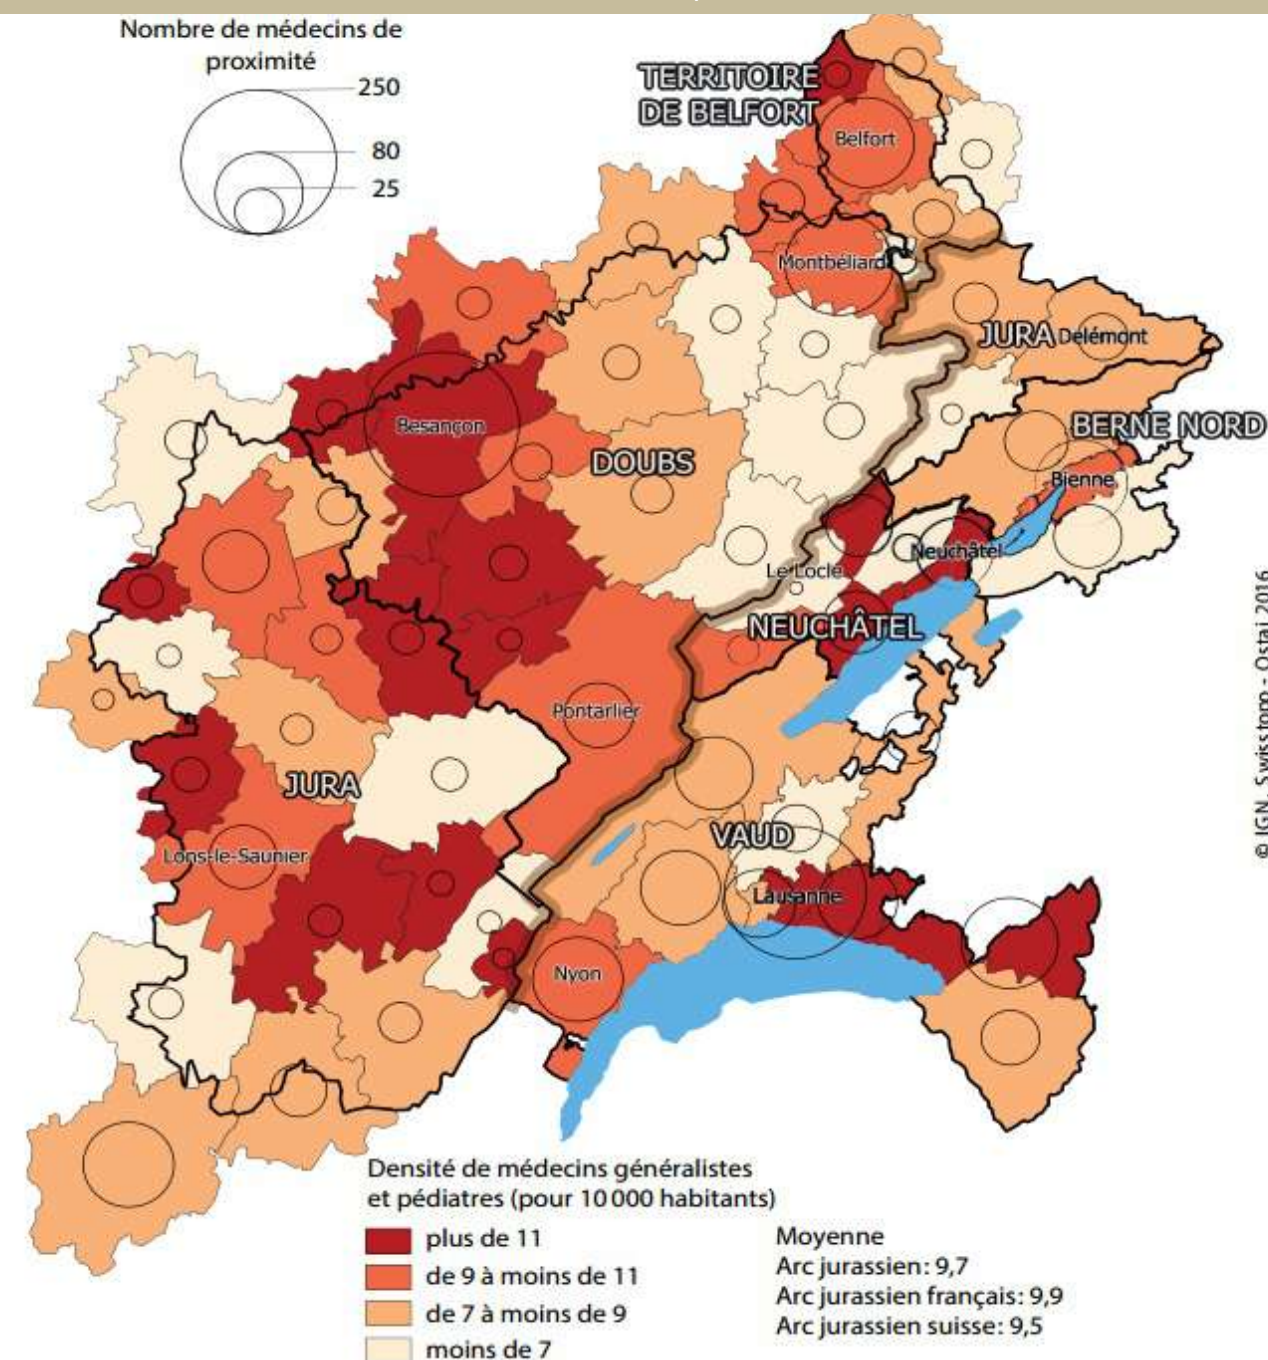 Nombre de médecins de
proximité
250
80
25
TERRITOIRE
DE BELFORT
Belfort
Montbéliard
JURA
Delémont
BERNE NORD
Besançon
DOUBS
Bienne
Neuchâtel
Le Locle
NEUCHÂTEL
Pontarlier
JURA
VAUD
Lons-le-Saunier
Lausanne
Nyon
© IGN, Swisstopo - Ostaj 2016
Densité de médecins généralistes
et pédiatres (pour 10 000 habitants)
plus de 11
de 9 à moins de 11
de 7 à moins de 9
moins de 7
Moyenne
Arc jurassien: 9,7
Arc jurassien français: 9,9
Arc jurassien suisse: 9,5